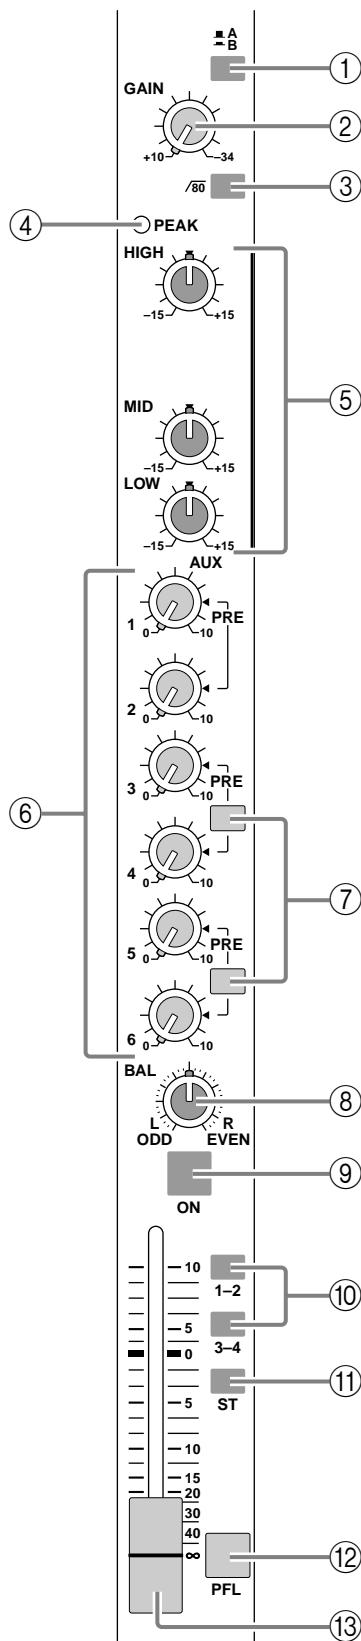 A
B
①
GAIN
②
+10 –34
/80 ③
④ PEAK
HIGH
–15 +15
⑤
MID
–15 +15
LOW
–15 +15
AUX
1 0 10 PRE
2 0 10
3 0 10 PRE
⑥
4 0 10
⑦
5 0 10 PRE
6 0 10
BAL
⑧
L R
ODD EVEN
⑨
ON
10
1–2
⑩
5
3–4
0
⑪
5 ST
10
15
20
30
40
∞ ⑫
PFL
⑬